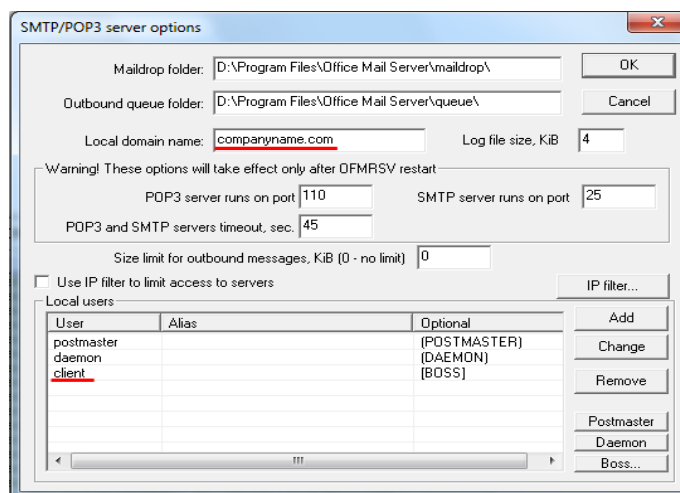 SMTP/POP3 server options
Maildrop folder: D:\Program Files\Office Mail Server\maildrop\ OK
Outbound queue folder: D:\Program Files\Office Mail Server\queue\ Cancel
Local domain name: companyname.com Log file size, KiB 4
Warning! These options will take effect only after OFMRSV restart
POP3 server runs on port 110 SMTP server runs on port 25
POP3 and SMTP servers timeout, sec. 45
Size limit for outbound messages, KiB (0 - no limit) 0
Use IP filter to limit access to servers IP filter...
Local users
User Alias Optional Add
postmaster (POSTMASTER)
daemon (DAEMON) Change
client [BOSS]
Remove
Postmaster
Daemon
Boss...